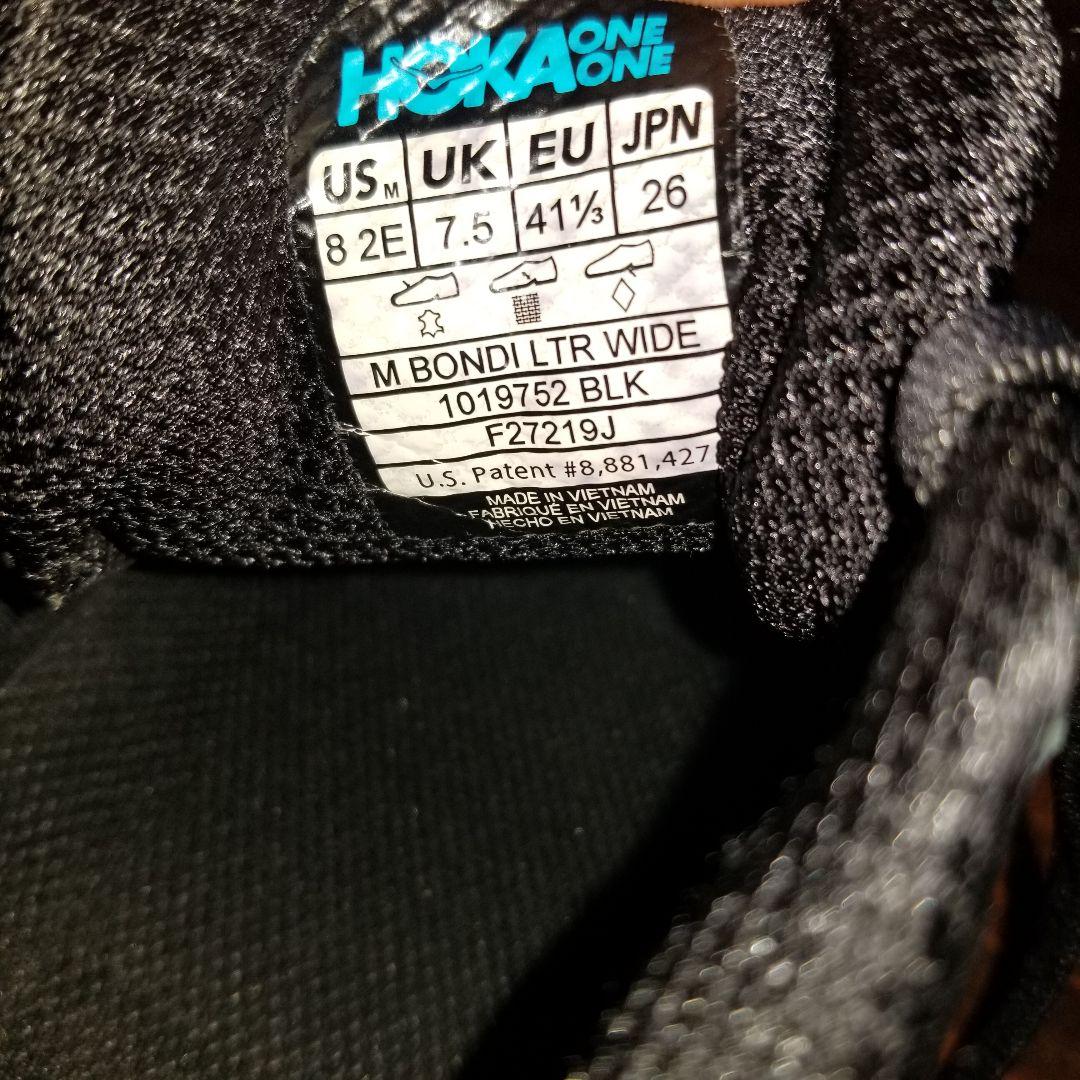 HOKA ONE ONE
US M UK EU JPN
8 2E 7.5 41⅓ 26
M BONDI LTR WIDE
1019752 BLK
F27219J
U.S. Patent #8,881,427
MADE IN VIETNAM
FABRIQUÉ EN VIETNAM
HECHO EN VIETNAM